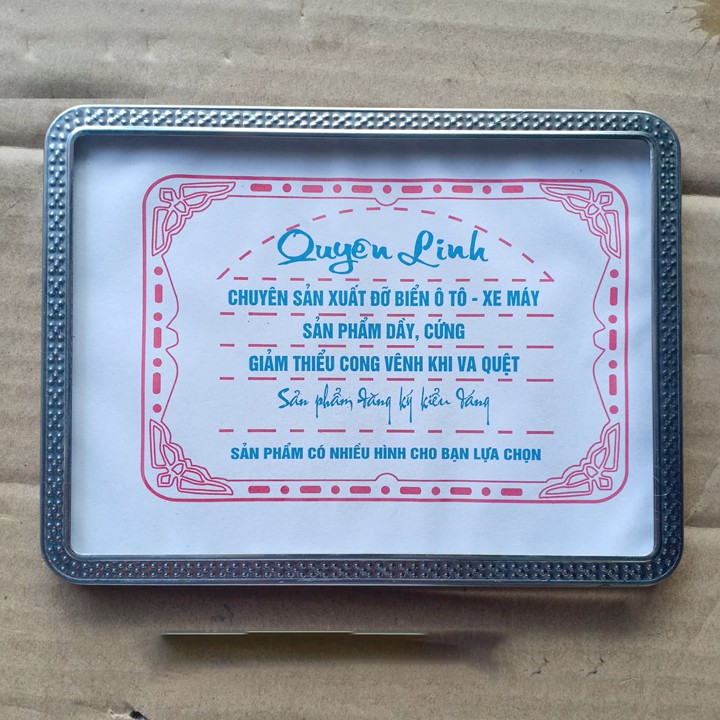 Quyên Linh
CHUYÊN SẢN XUẤT ĐỠ BIỂN Ô TÔ - XE MÁY
SẢN PHẨM DẦY, CỨNG
GIẢM THIỂU CONG VÊNH KHI VA QUỆT
Sản phẩm đăng ký kiểu dáng
SẢN PHẨM CÓ NHIỀU HÌNH CHO BẠN LỰA CHỌN